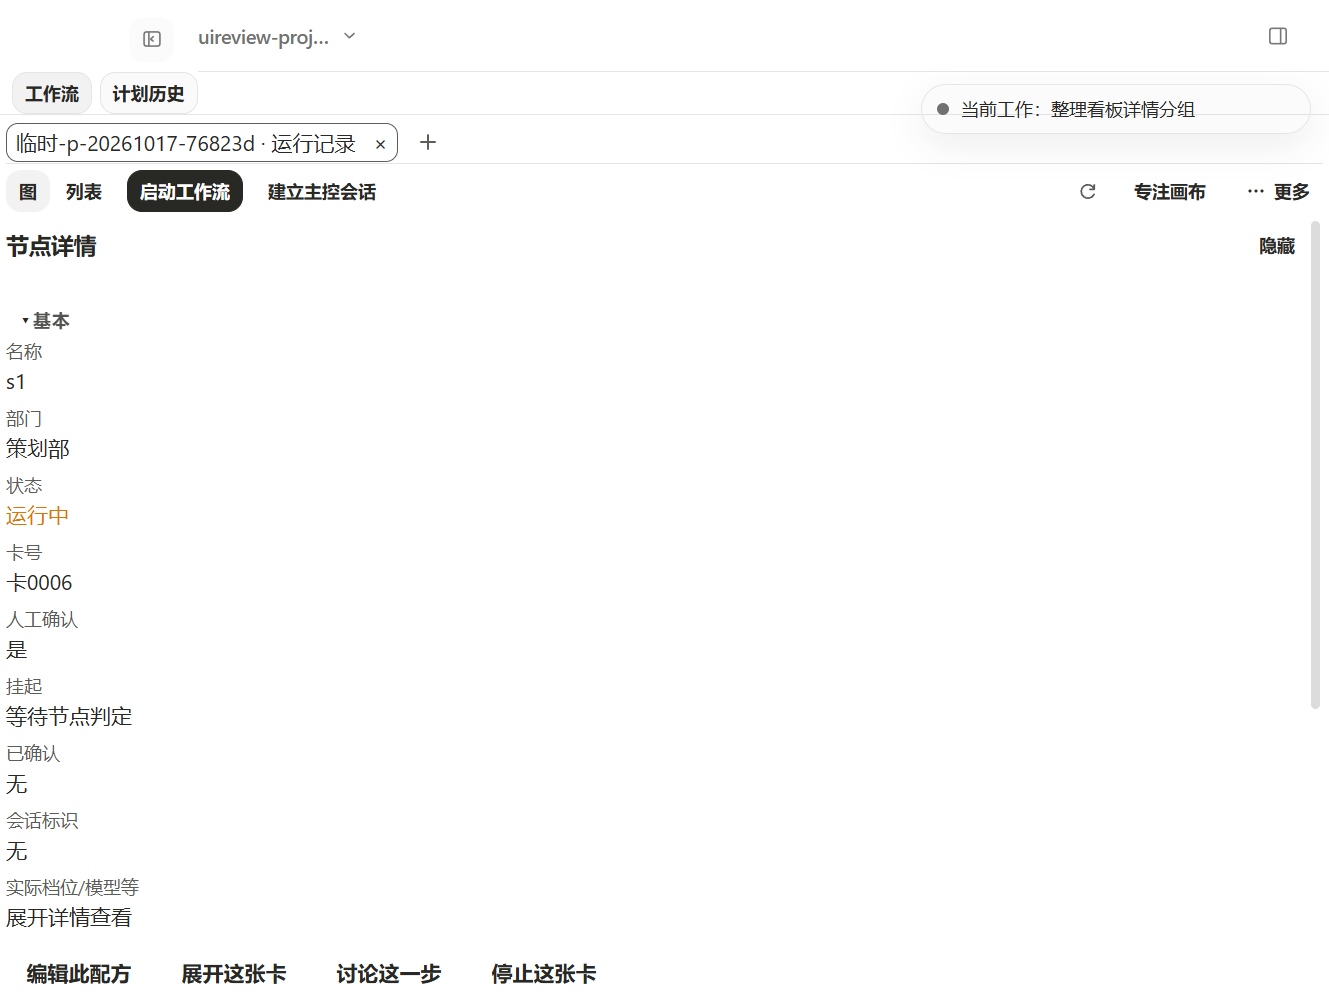 uireview-proj...
工作流 计划历史
当前工作：整理看板详情分组
临时-p-20261017-76823d · 运行记录 × +
图 列表 启动工作流 建立主控会话 专注画布 ··· 更多
节点详情 隐藏
▾基本
名称
s1
部门
策划部
状态
运行中
卡号
卡0006
人工确认
是
挂起
等待节点判定
已确认
无
会话标识
无
实际档位/模型等
展开详情查看
编辑此配方 展开这张卡 讨论这一步 停止这张卡